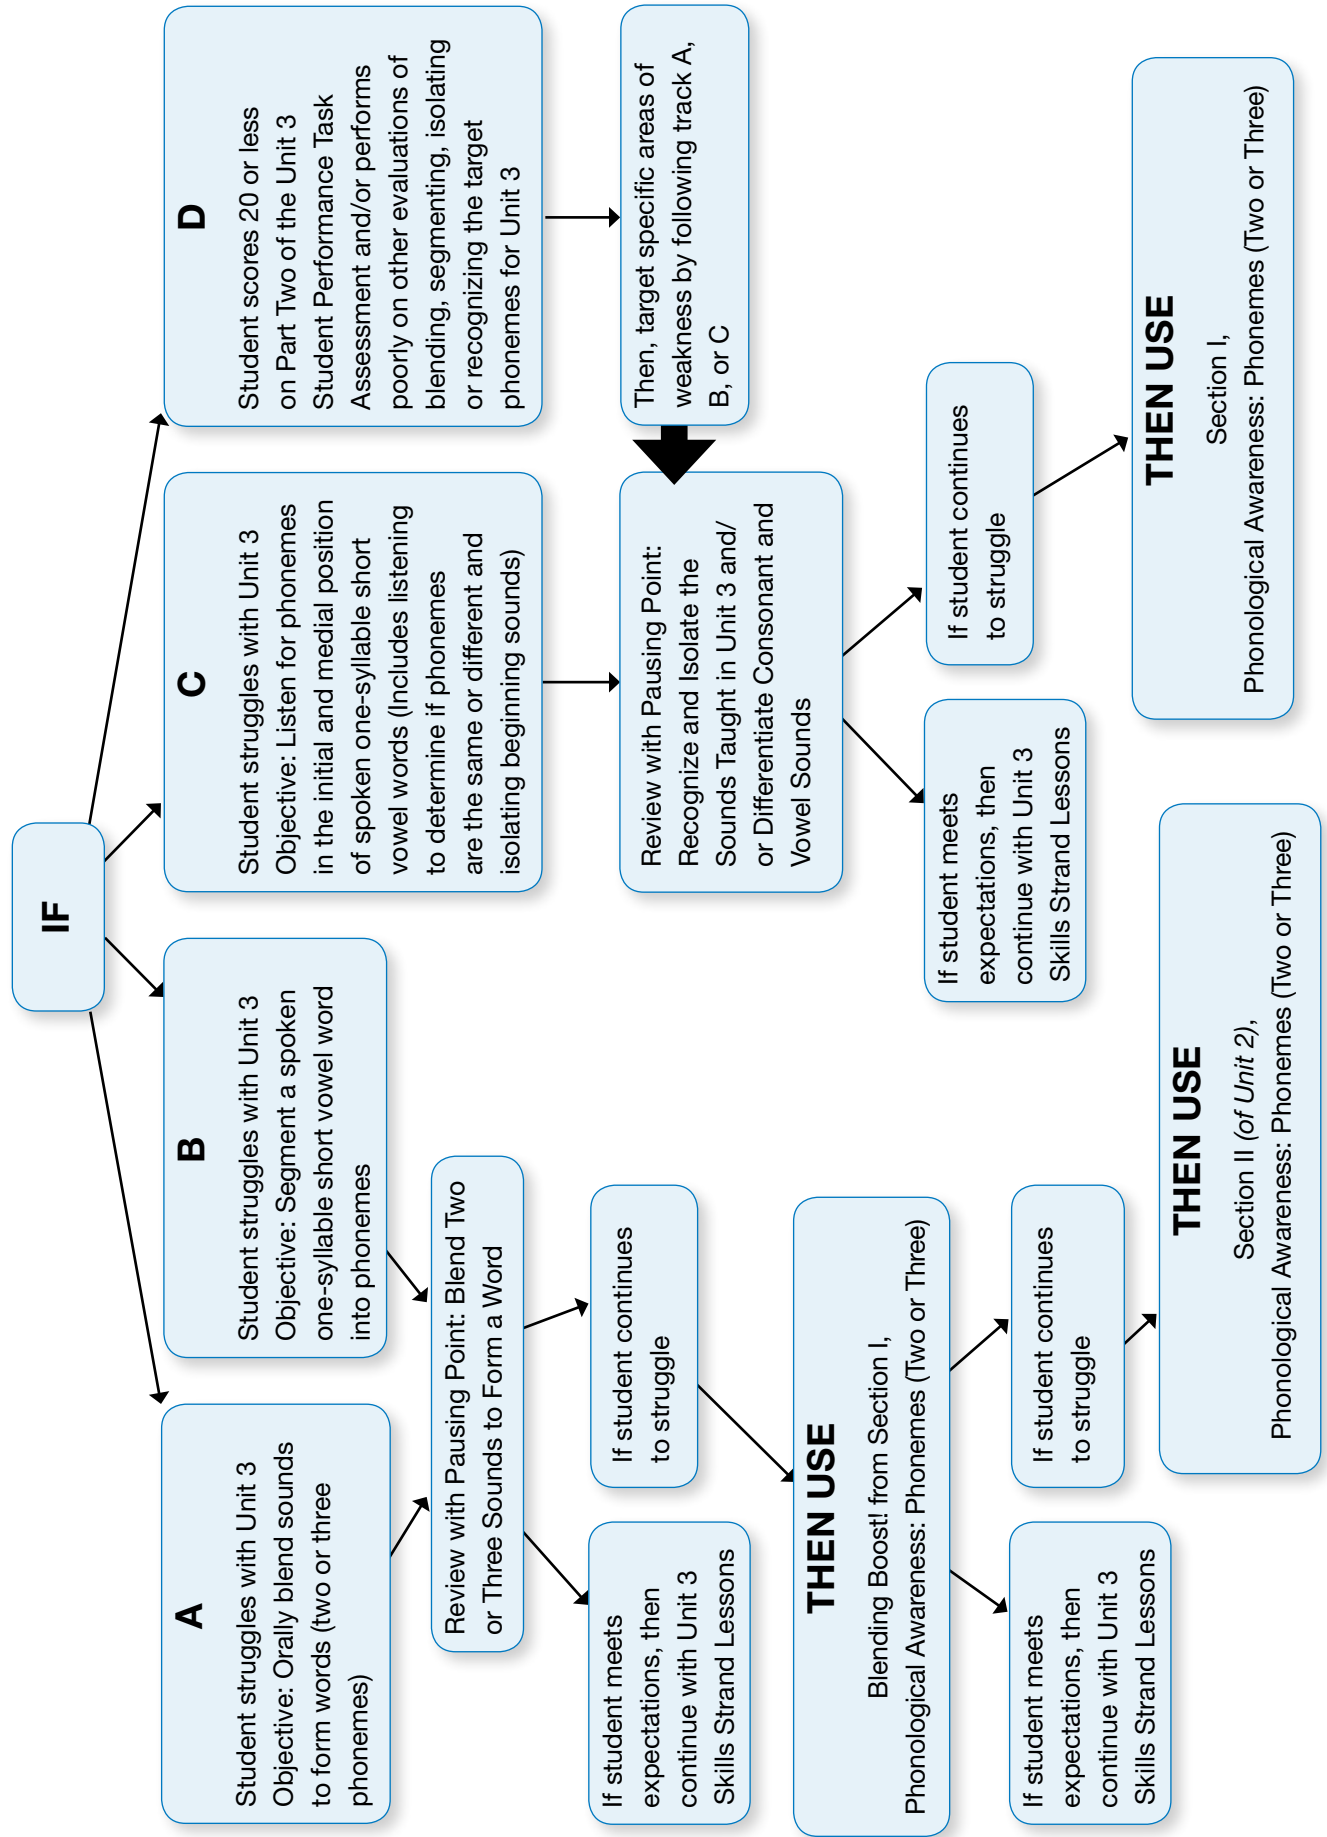 IF
A
Student struggles with Unit 3
Objective: Orally blend sounds
to form words (two or three
phonemes)
B
Student struggles with Unit 3
Objective: Segment a spoken
one-syllable short vowel word
into phonemes
C
Student struggles with Unit 3
Objective: Listen for phonemes
in the initial and medial position
of spoken one-syllable short
vowel words (Includes listening
to determine if phonemes
are the same or different and
isolating beginning sounds)
D
Student scores 20 or less
on Part Two of the Unit 3
Student Performance Task
Assessment and/or performs
poorly on other evaluations of
blending, segmenting, isolating
or recognizing the target
phonemes for Unit 3
Review with Pausing Point: Blend Two
or Three Sounds to Form a Word
Review with Pausing Point:
Recognize and Isolate the
Sounds Taught in Unit 3 and/
or Differentiate Consonant and
Vowel Sounds
Then, target specific areas of
weakness by following track A,
B, or C
If student meets
expectations, then
continue with Unit 3
Skills Strand Lessons
If student continues
to struggle
If student meets
expectations, then
continue with Unit 3
Skills Strand Lessons
If student continues
to struggle
THEN USE
Blending Boost! from Section I,
Phonological Awareness: Phonemes (Two or Three)
THEN USE
Section I,
Phonological Awareness: Phonemes (Two or Three)
If student meets
expectations, then
continue with Unit 3
Skills Strand Lessons
If student continues
to struggle
THEN USE
Section II (of Unit 2),
Phonological Awareness: Phonemes (Two or Three)